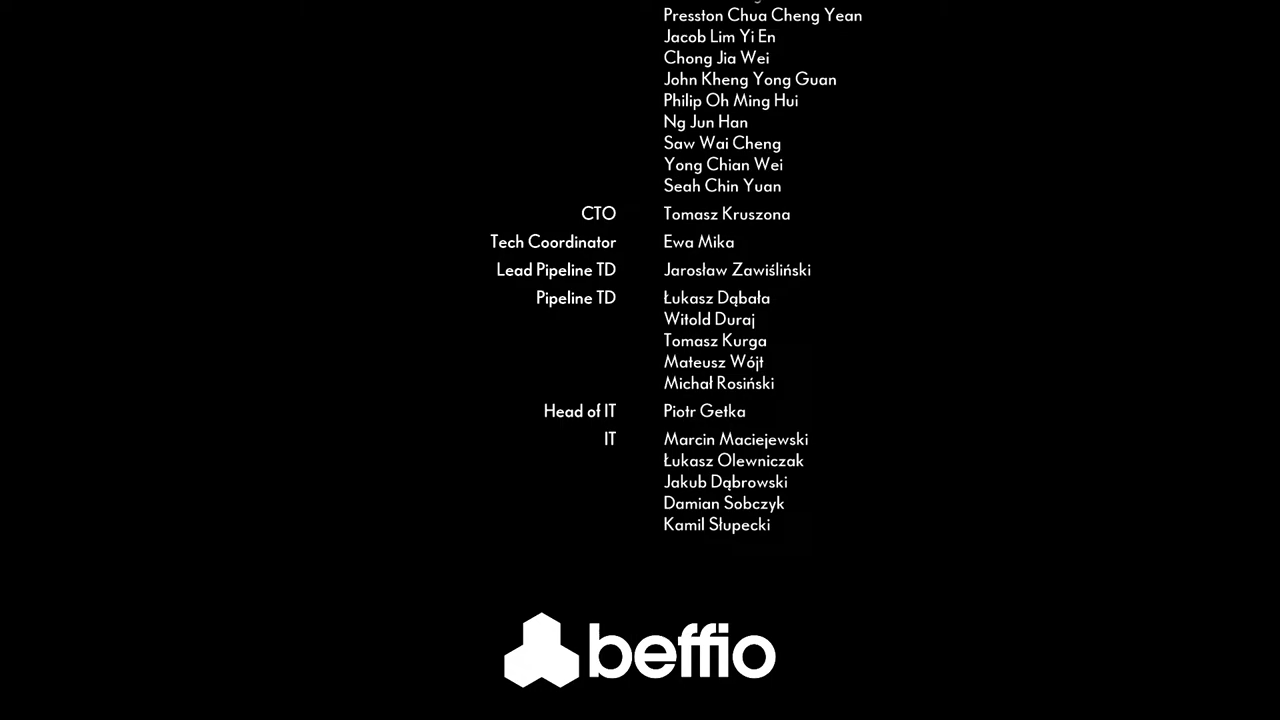 Presston Chua Cheng Yean
Jacob Lim Yi En
Chong Jia Wei
John Kheng Yong Guan
Philip Oh Ming Hui
Ng Jun Han
Saw Wai Cheng
Yong Chian Wei
Seah Chin Yuan
CTO Tomasz Kruszona
Tech Coordinator Ewa Mika
Lead Pipeline TD Jarosław Zawiśliński
Pipeline TD Łukasz Dąbała
Witold Duraj
Tomasz Kurga
Mateusz Wójt
Michał Rosiński
Head of IT Piotr Getka
IT Marcin Maciejewski
Łukasz Olewniczak
Jakub Dąbrowski
Damian Sobczyk
Kamil Słupecki
beffio